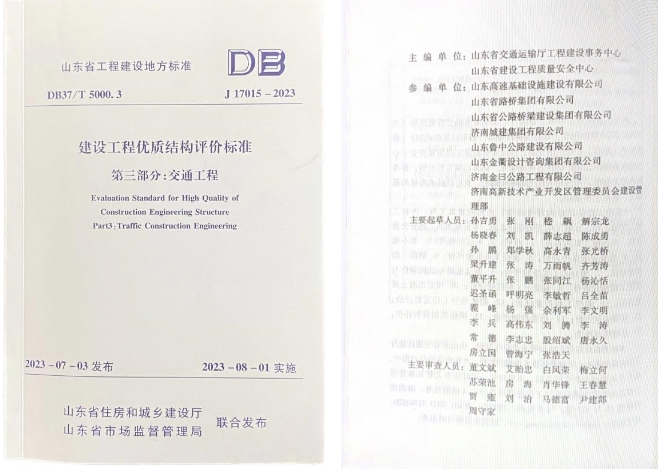 山东省工程建设地方标准
DB
DB37/T 5000.3
J 17015-2023
建设工程优质结构评价标准
第三部分:交通工程
Evaluation Standard for High Quality of
Construction Engineering Structure
Part3:Traffic Construction Engineering
2023-07-03 发布
2023-08-01 实施
山东省住房和城乡建设厅
山东省市场监督管理局
联合发布
主编单位:山东省交通运输厅工程建设事务中心
山东省建设工程质量安全中心
参编单位:山东高速基础设施建设有限公司
山东省路桥集团有限公司
山东省公路桥梁建设集团有限公司
济南城建集团有限公司
山东鲁中公路建设有限公司
山东金衢设计咨询集团有限公司
济南金曰公路工程有限公司
济南高新技术产业开发区管理委员会建设管
理部
主要起草人员:孙吉勇 张刚 嵇飙 解宗龙
杨晓春 刘凯 薛志超 陈成勇
孙鹏 郑学秋 高永青 张光桥
梁升建 张涛 万雨帆 齐芳涛
董平升 张鹏 张同江 杨沁恬
迟圣函 呼明亮 李敏哲 吕全苗
翟峰 杨强 余利军 李文明
李兵 高伟东 刘腾 李涛
常德 李志忠 殷绍斌 唐永久
房立国 曾海宁 张浩天
主要审查人员:董文斌 艾贻忠 白凤荣 梅立何
苏荣池 房海 肖华锋 王春慧
贾雍 刘治 马德富 尹建部
周守家